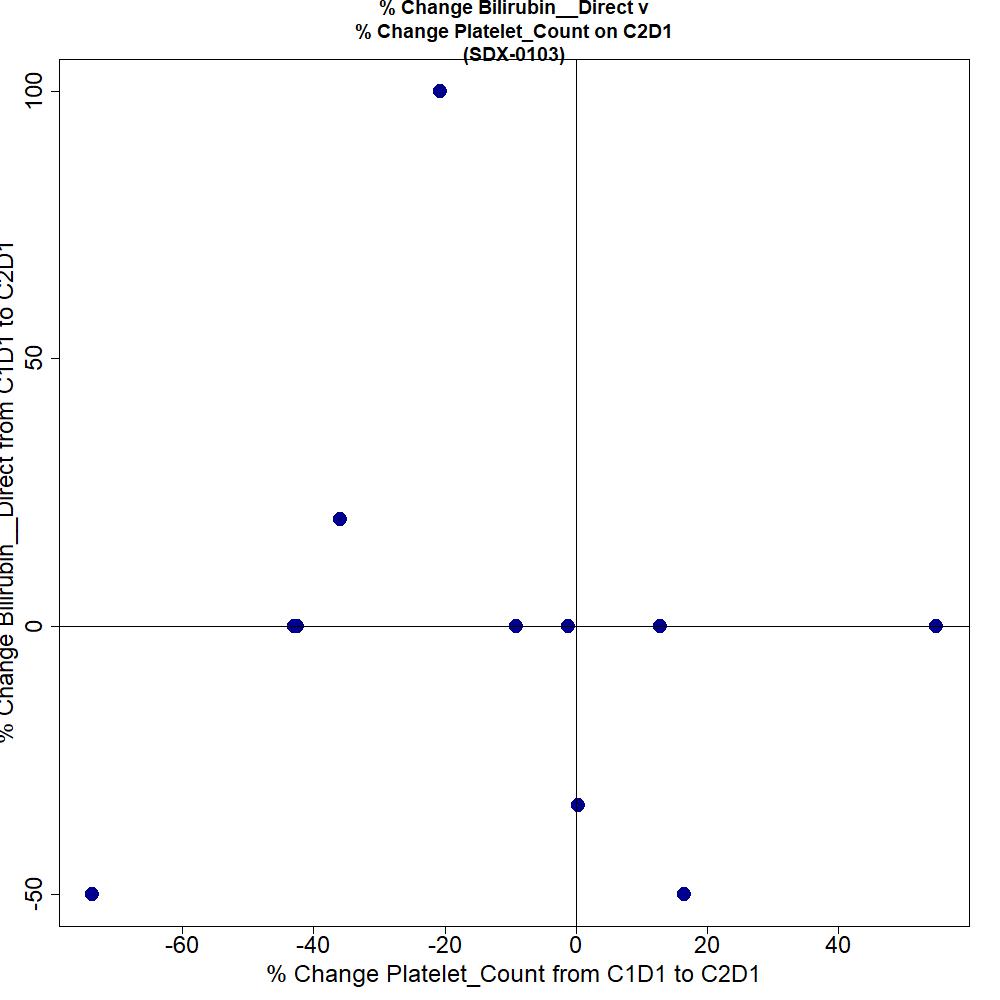 % Change Bilirubin__Direct v
% Change Platelet_Count on C2D1
(SDX-0103)
% Change Bilirubin__Direct from C1D1 to C2D1
100
50
0
-50
-60 -40 -20 0 20 40
% Change Platelet_Count from C1D1 to C2D1